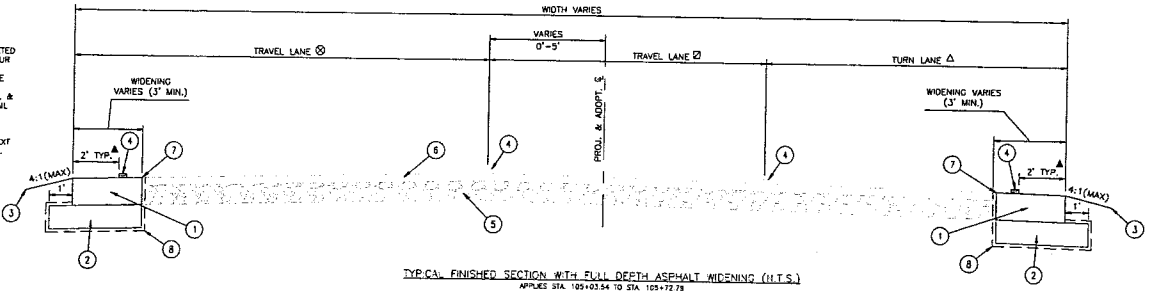 WIDTH VARIES
VARIES
0'-5'
TRAVEL LANE
TRAVEL LANE
TURN LANE
WIDENING
VARIES (3' MIN.)
WIDENING VARIES
(3' MIN.)
PROJ. & ADOPT. ℄
2' TYP.
4
7
6
4
4
4
7
2' TYP.
4:1(MAX)
1'
3
1
2
8
5
4:1(MAX)
1'
3
1
2
8
TYPICAL FINISHED SECTION WITH FULL DEPTH ASPHALT WIDENING (N.T.S.)
APPLIES STA. 105+03.54 TO STA. 105+72.79